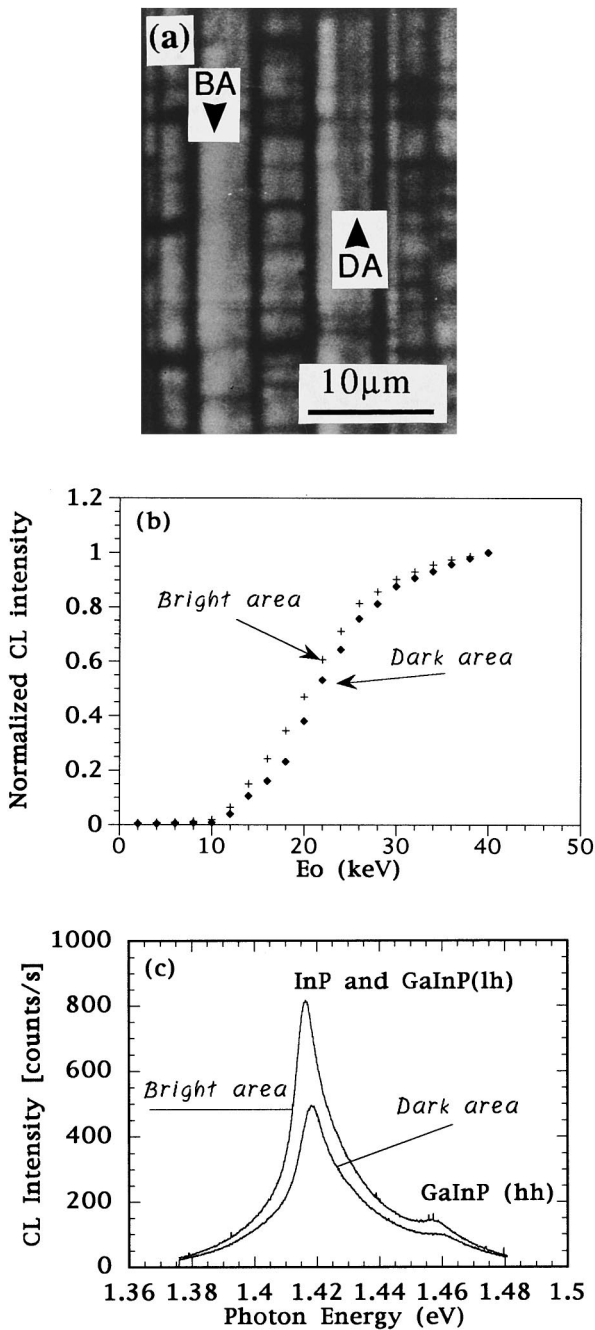 (a)
BA
DA
10μm
(b)
Normalized CL intensity
1.2
1
0.8
0.6
0.4
0.2
0
Bright area
Dark area
0 10 20 30 40 50
Eo (keV)
(c)
CL Intensity [counts/s]
1000
800
600
400
200
0
InP and GaInP(lh)
Bright area
Dark area
GaInP (hh)
1.36 1.38 1.4 1.42 1.44 1.46 1.48 1.5
Photon Energy (eV)